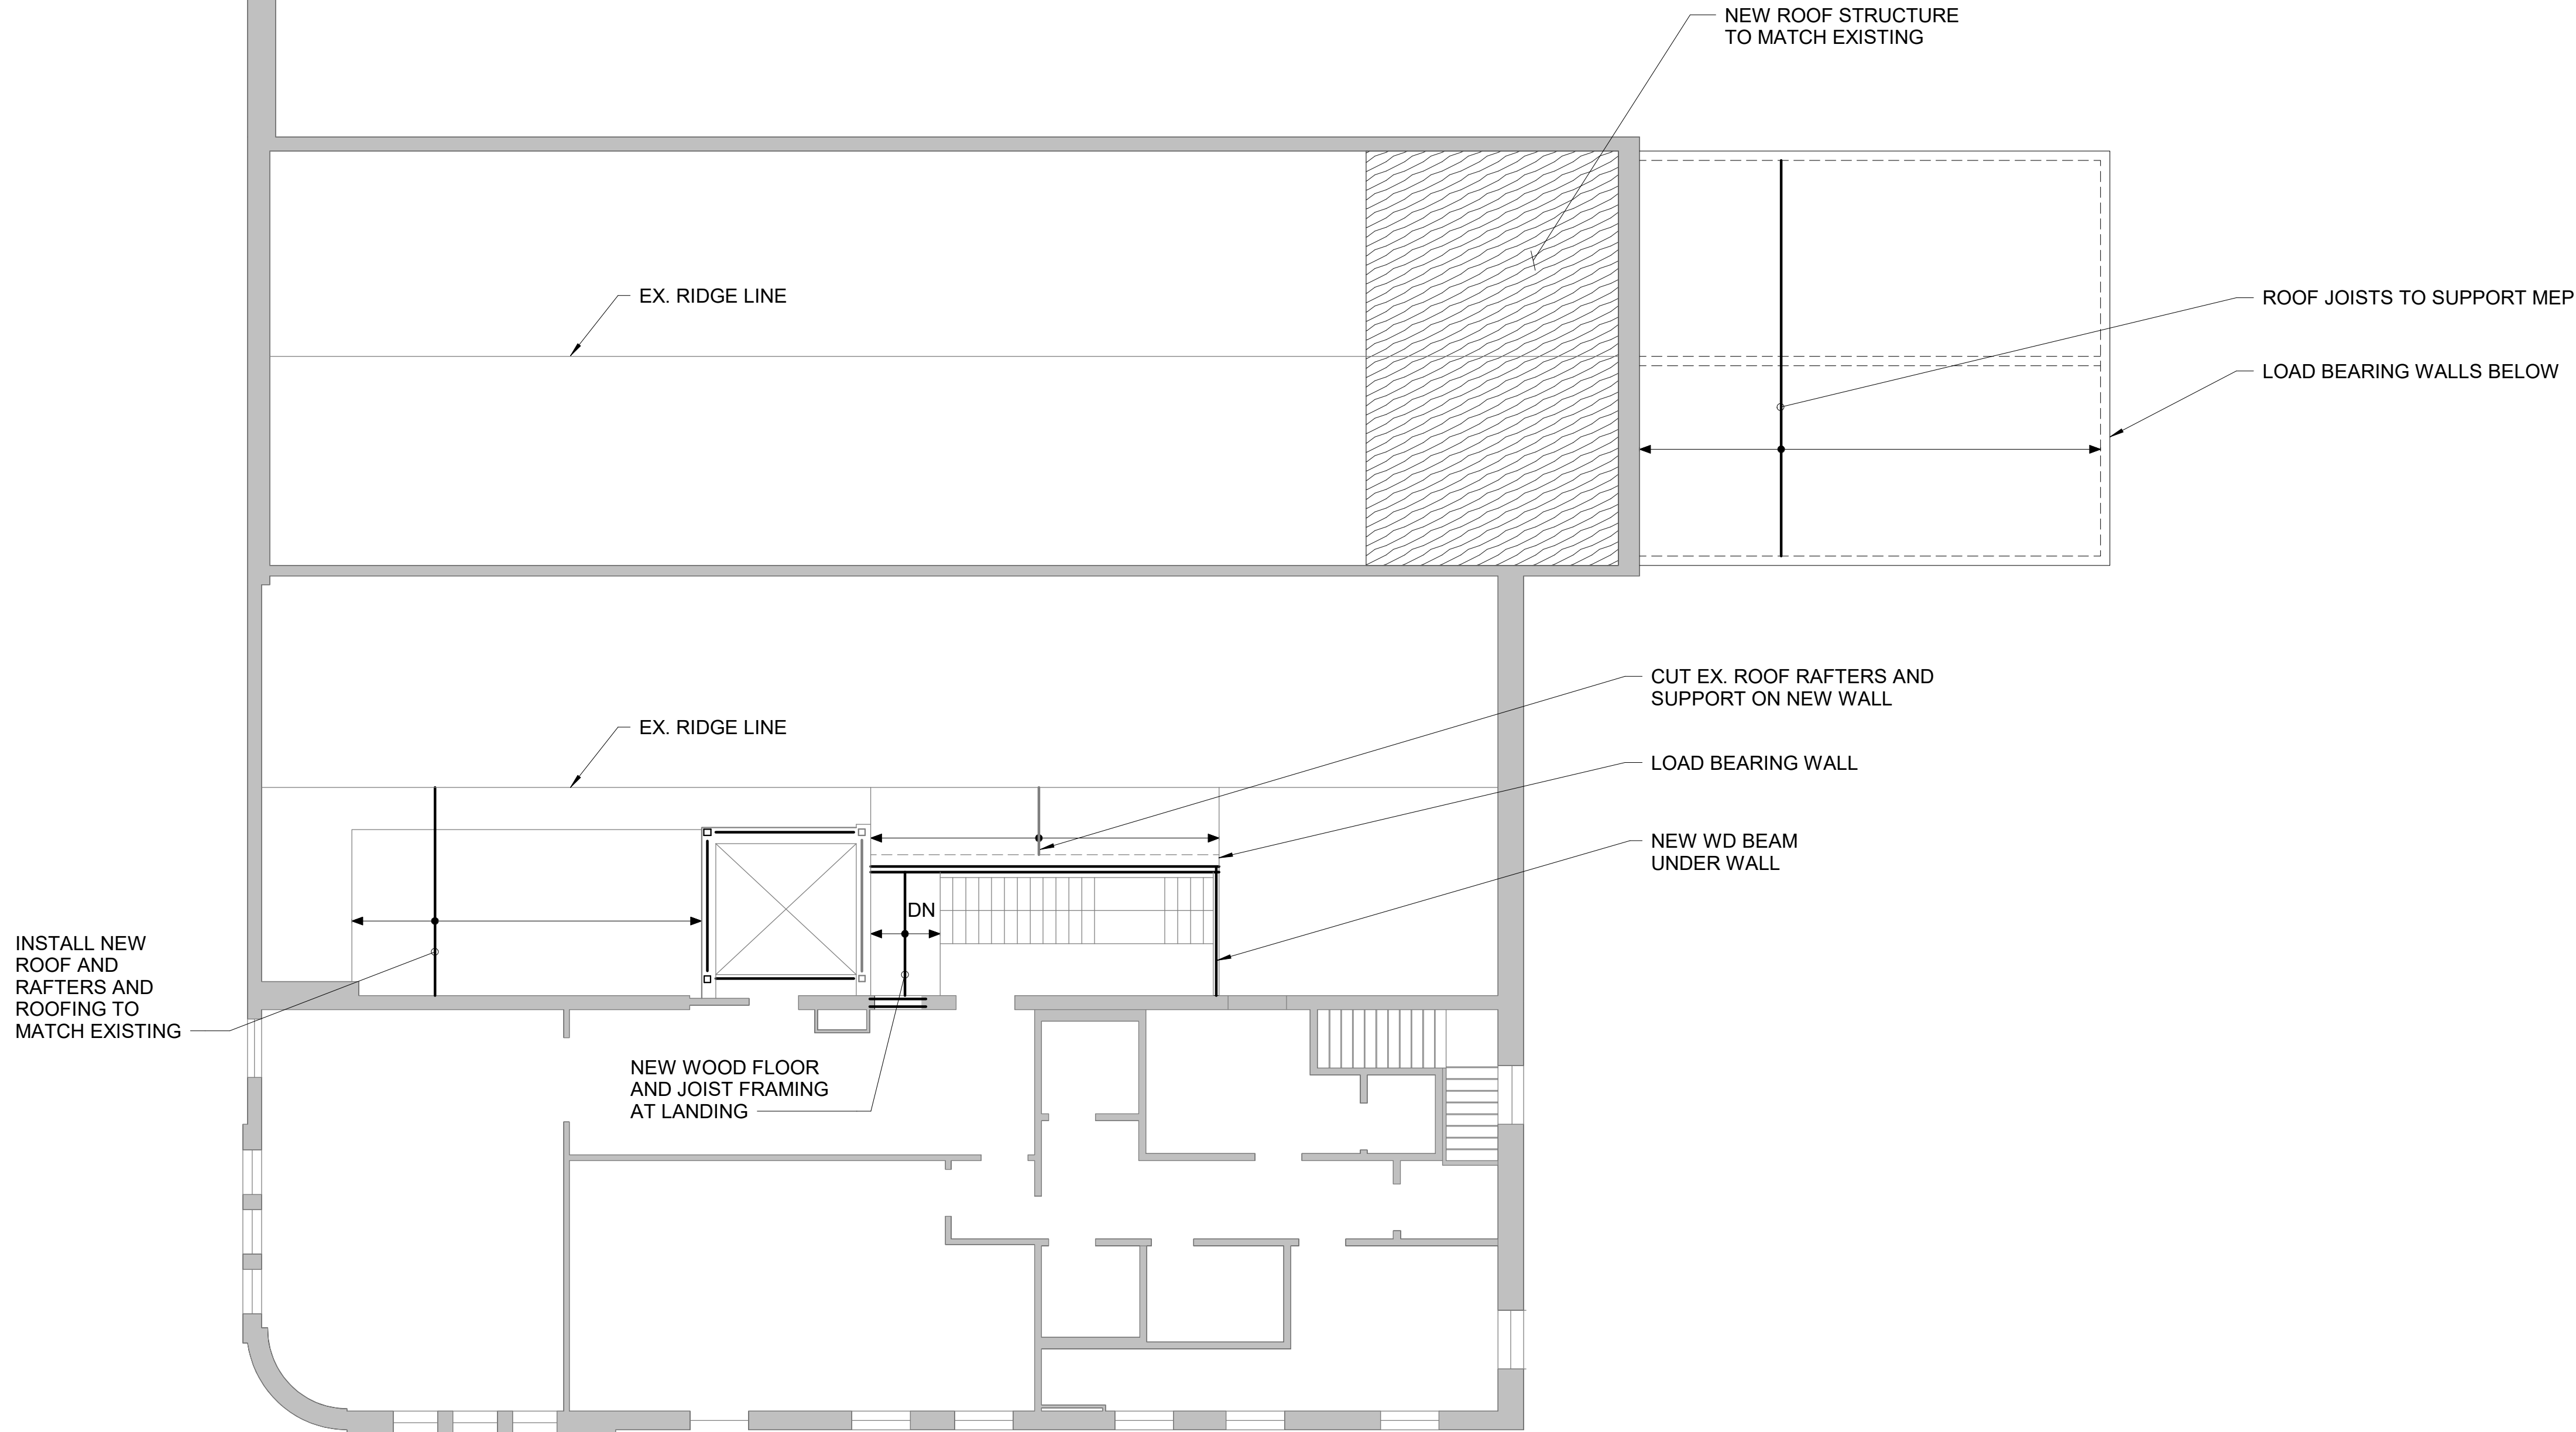 NEW ROOF STRUCTURE
TO MATCH EXISTING
EX. RIDGE LINE
ROOF JOISTS TO SUPPORT MEP
LOAD BEARING WALLS BELOW
CUT EX. ROOF RAFTERS AND
SUPPORT ON NEW WALL
EX. RIDGE LINE
LOAD BEARING WALL
NEW WD BEAM
UNDER WALL
DN
INSTALL NEW
ROOF AND
RAFTERS AND
ROOFING TO
MATCH EXISTING
NEW WOOD FLOOR
AND JOIST FRAMING
AT LANDING